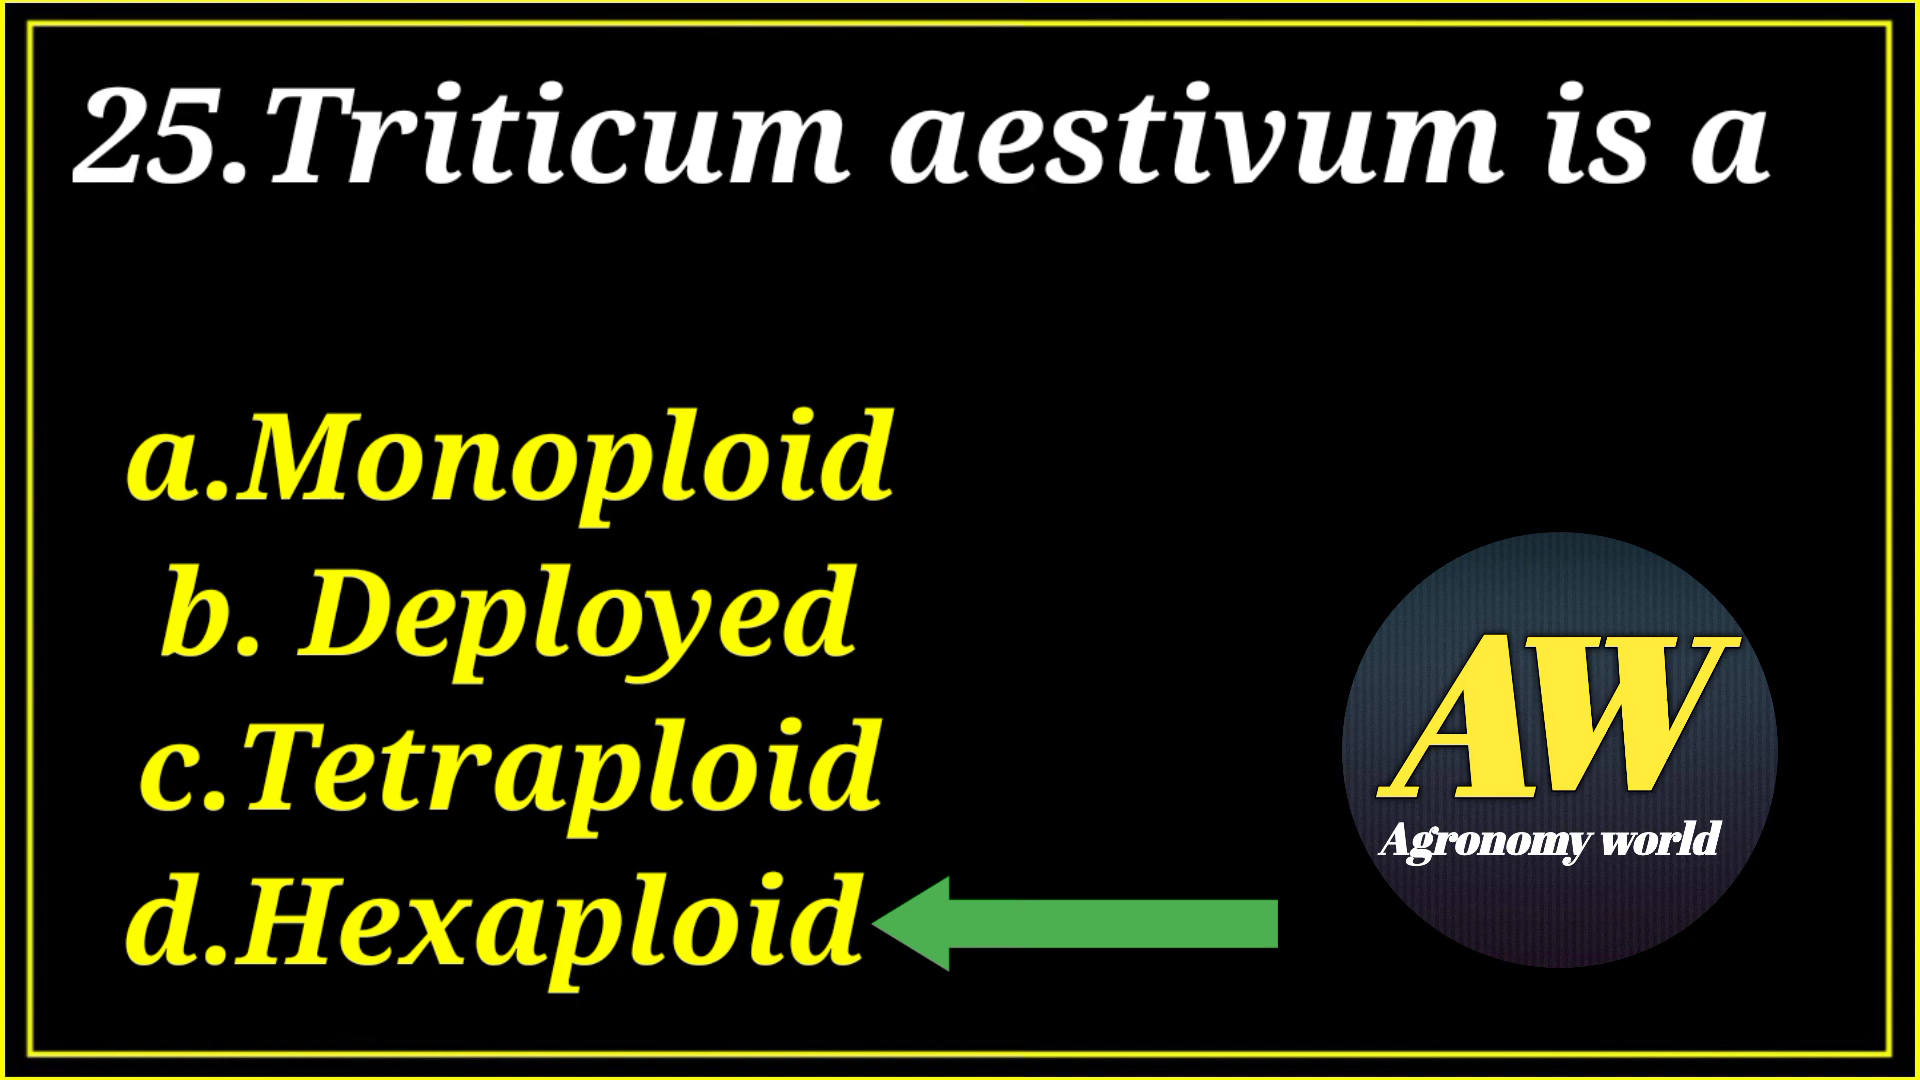 25.Triticum aestivum is a
a.Monoploid
b. Deployed
c.Tetraploid
d.Hexaploid
AW
Agronomy world